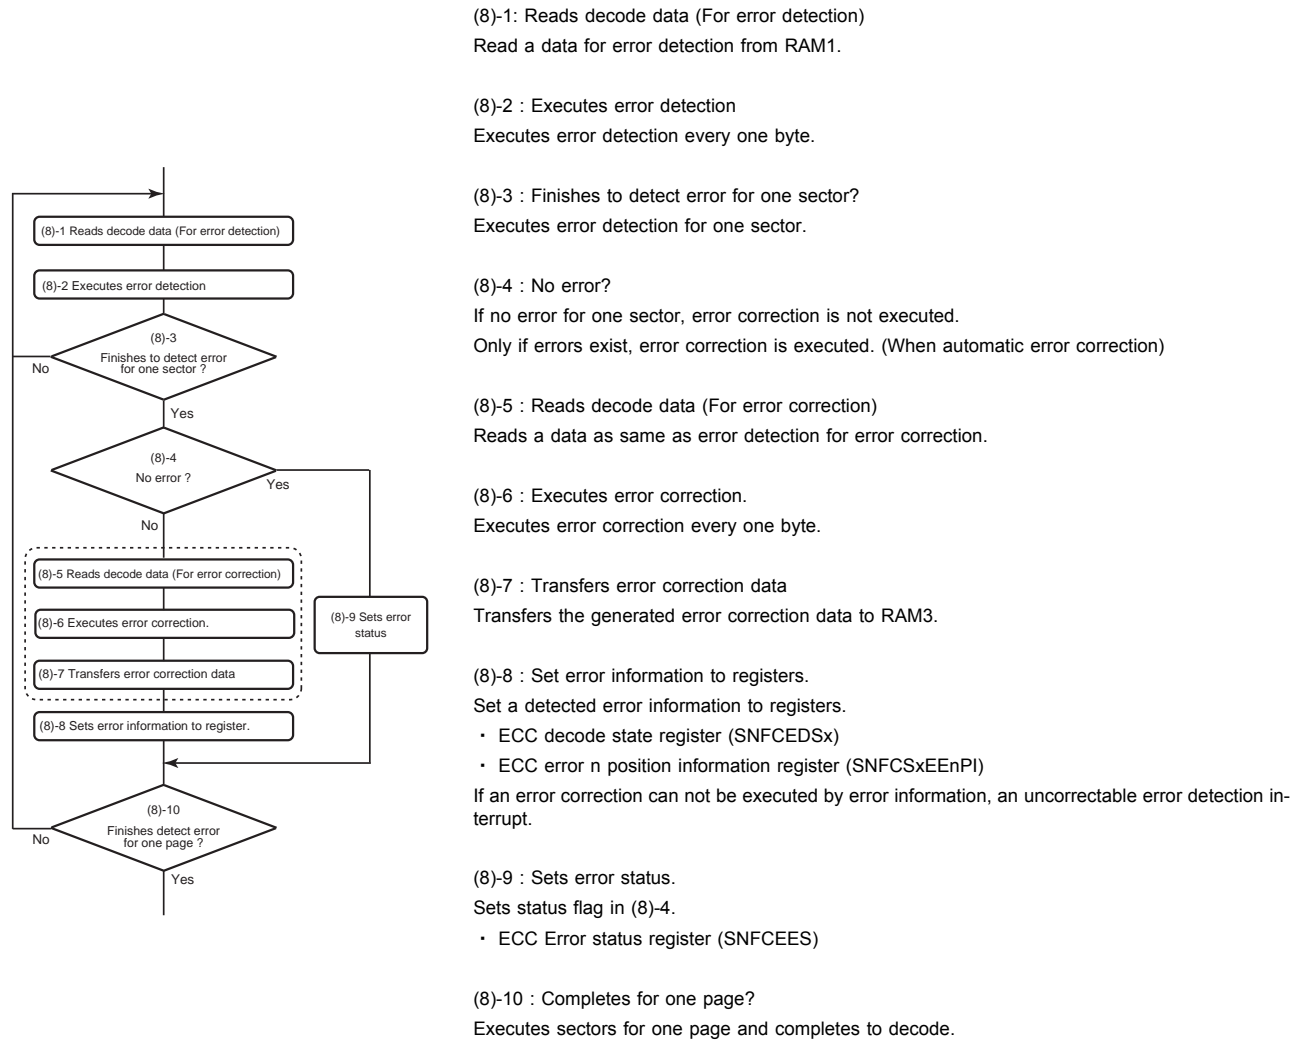 (8)-1 Reads decode data (For error detection)
(8)-2 Executes error detection
(8)-3
Finishes to detect error
for one sector ?
No
Yes
(8)-4
No error ?
Yes
No
(8)-5 Reads decode data (For error correction)
(8)-6 Executes error correction.
(8)-7 Transfers error correction data
(8)-9 Sets error
status
(8)-8 Sets error information to register.
(8)-10
Finishes detect error
for one page ?
No
Yes
(8)-1: Reads decode data (For error detection)
Read a data for error detection from RAM1.
(8)-2 : Executes error detection
Executes error detection every one byte.
(8)-3 : Finishes to detect error for one sector?
Executes error detection for one sector.
(8)-4 : No error?
If no error for one sector, error correction is not executed.
Only if errors exist, error correction is executed. (When automatic error correction)
(8)-5 : Reads decode data (For error correction)
Reads a data as same as error detection for error correction.
(8)-6 : Executes error correction.
Executes error correction every one byte.
(8)-7 : Transfers error correction data
Transfers the generated error correction data to RAM3.
(8)-8 : Set error information to registers.
Set a detected error information to registers.
・ ECC decode state register (SNFCEDSx)
・ ECC error n position information register (SNFCSxEEnPI)
If an error correction can not be executed by error information, an uncorrectable error detection in-
terrupt.
(8)-9 : Sets error status.
Sets status flag in (8)-4.
・ ECC Error status register (SNFCEES)
(8)-10 : Completes for one page?
Executes sectors for one page and completes to decode.